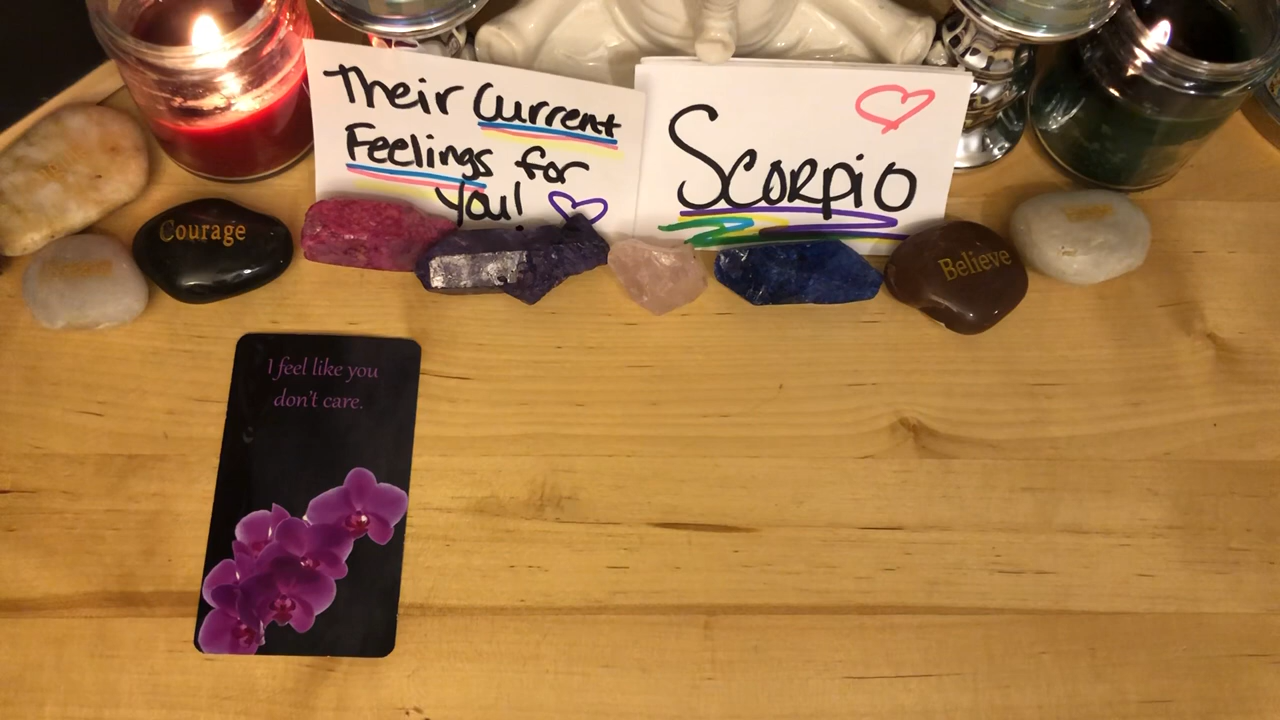 Their Current
Feelings for
You!
Scorpio
Courage
Believe
I feel like you
don't care.